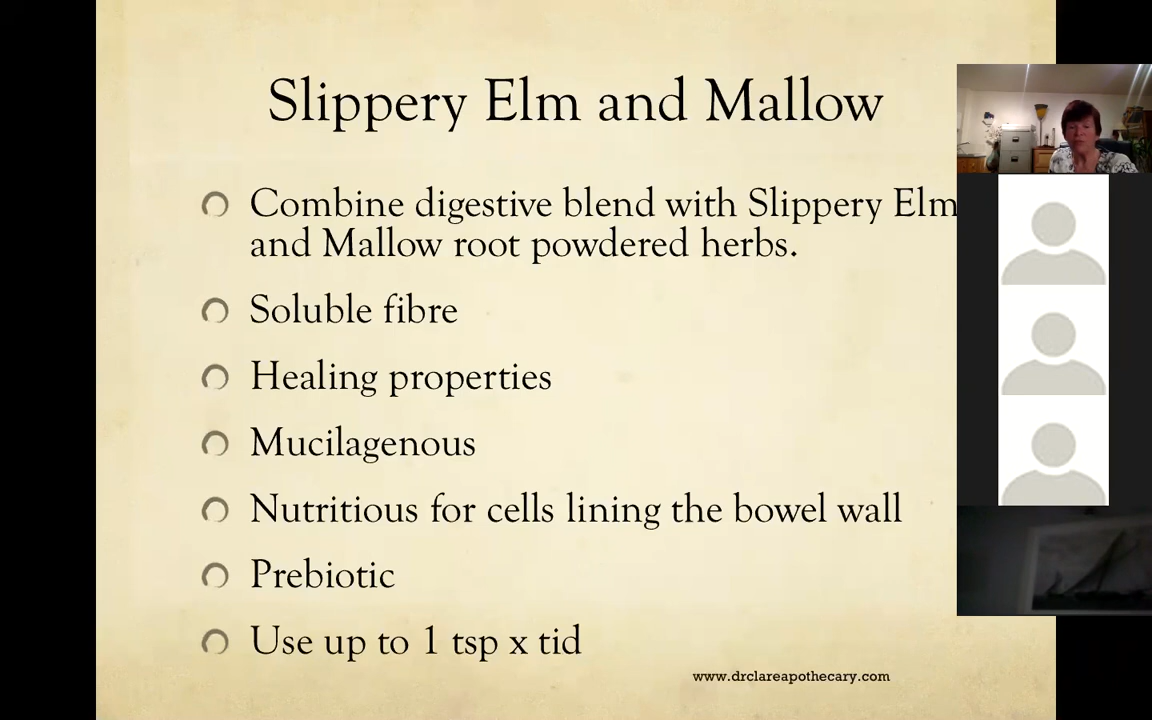 Slippery Elm and Mallow
Combine digestive blend with Slippery Elm
and Mallow root powdered herbs.
Soluble fibre
Healing properties
Mucilagenous
Nutritious for cells lining the bowel wall
Prebiotic
Use up to 1 tsp x tid
www.drclareapothecary.com